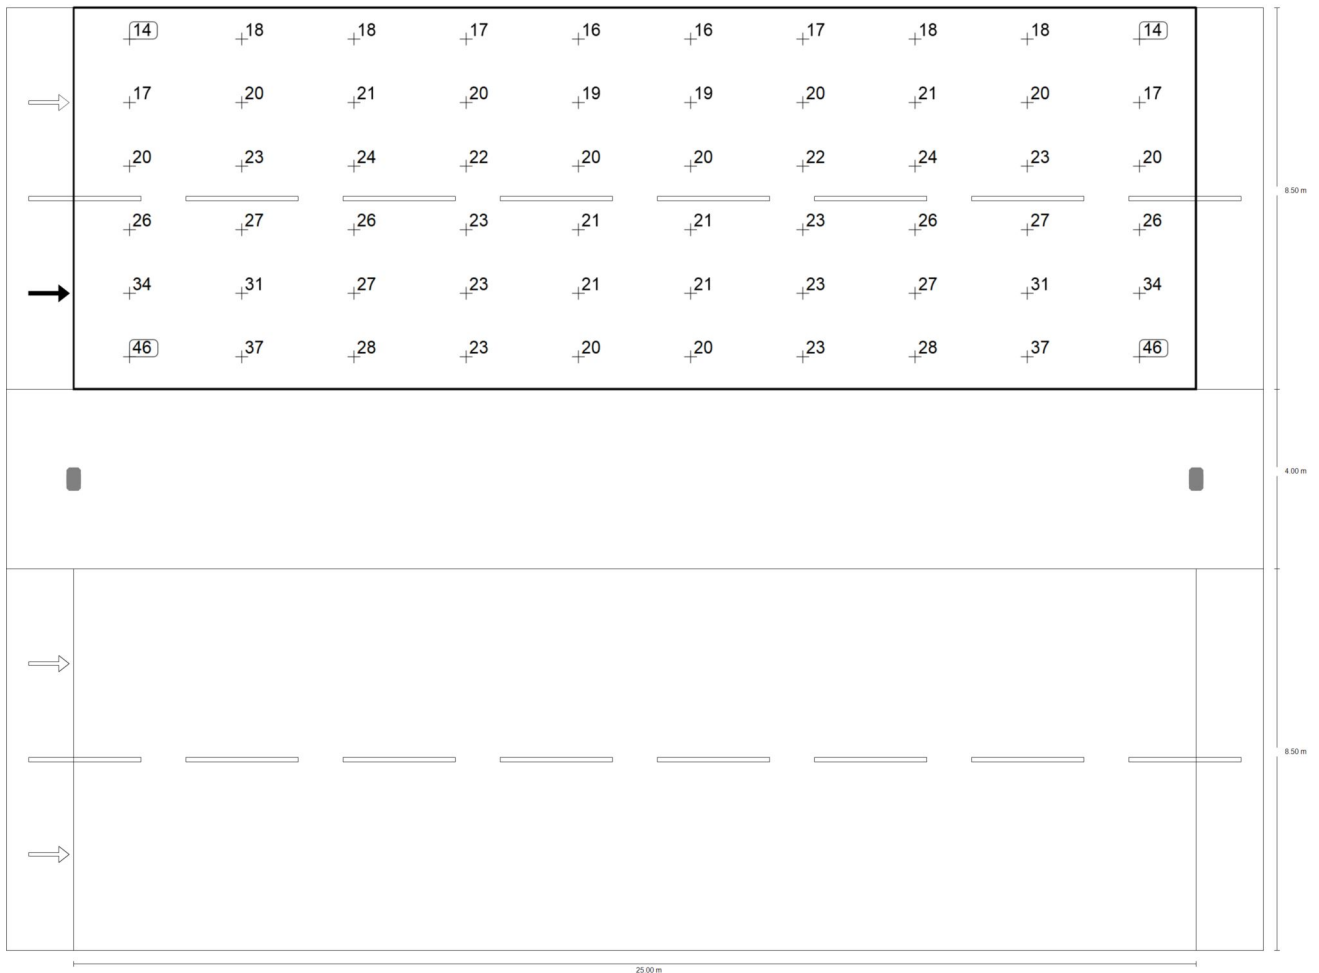 14 18 18 17 16 16 17 18 18 14
17 20 21 20 19 19 20 21 20 17
20 23 24 22 20 20 22 24 23 20
8.50 m
26 27 26 23 21 21 23 26 27 26
34 31 27 23 21 21 23 27 31 34
46 37 28 23 20 20 23 28 37 46
4.00 m
8.50 m
25.00 m